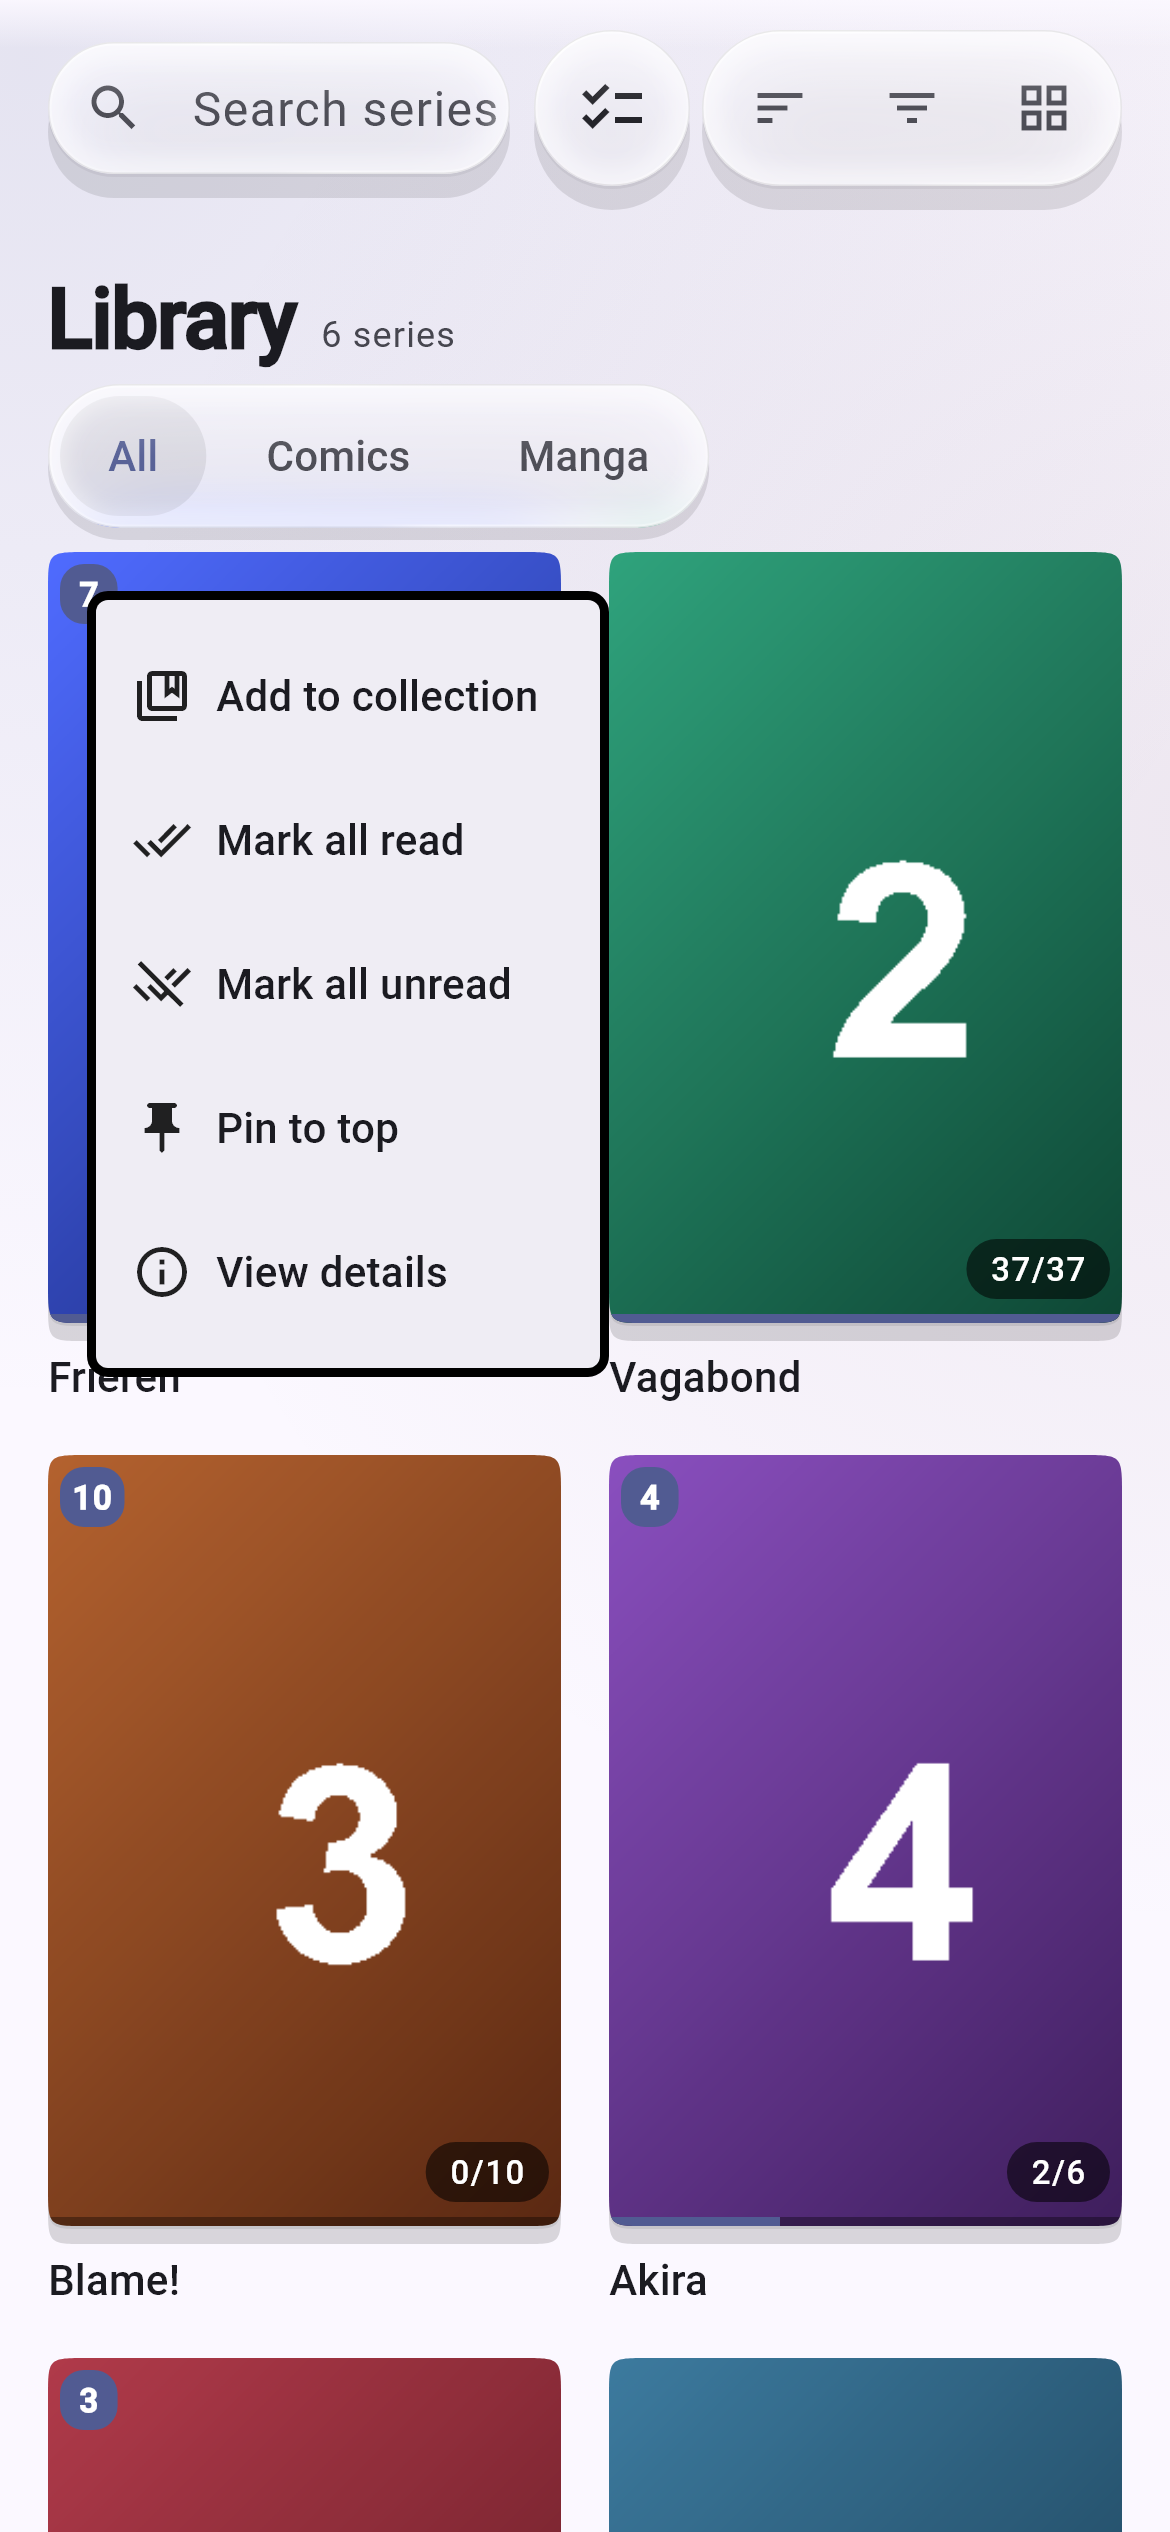 Search series
Library 6 series
All Comics Manga
7
Add to collection
Mark all read
Mark all unread
Pin to top
View details
2
37/37
Frieren
Vagabond
10
4
3
4
0/10
2/6
Blame!
Akira
3